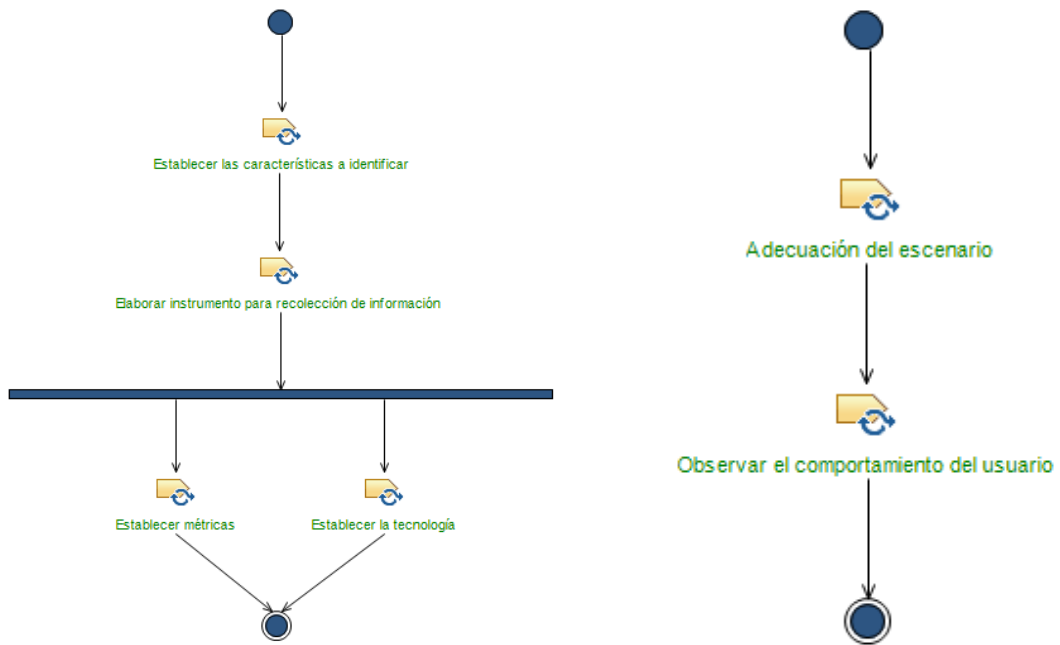 Establecer las características a identificar
Elaborar instrumento para recolección de información
Establecer métricas
Establecer la tecnología
Adecuación del escenario
Observar el comportamiento del usuario